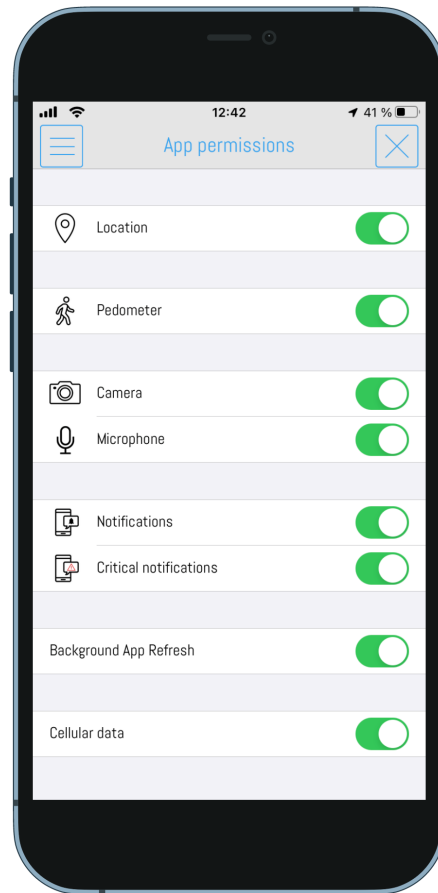 12:42
41 %
App permissions
Location
Pedometer
Camera
Microphone
Notifications
Critical notifications
Background App Refresh
Cellular data